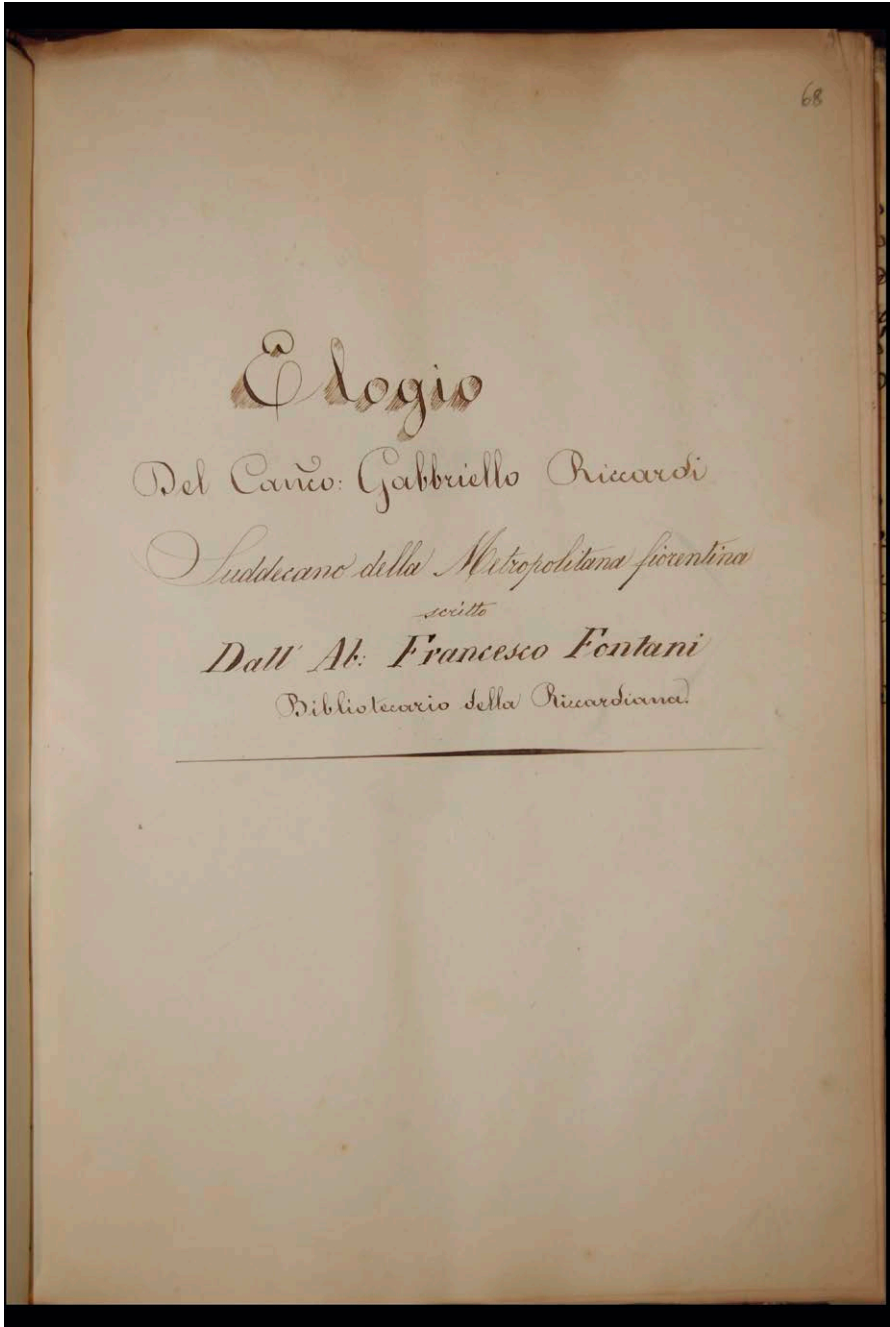 68
Elogio
Del Canco: Gabbriello Riccardi
Suddecano della Metropolitana fiorentina
scritto
Dall' Ab: Francesco Fontani
Bibliotecario della Riccardiana.